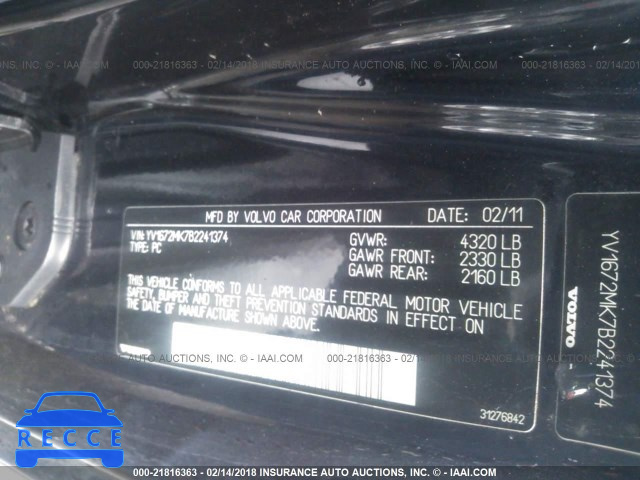 000-21816363 - 02/14/2018 INSURANCE AUTO AUCTIONS, INC. - © IAAI.COM
MFD BY VOLVO CAR CORPORATION DATE: 02/11
VIN: YV1672MK7B2241374
TYPE: PC
GVWR: 4320 LB
GAWR FRONT: 2330 LB
GAWR REAR: 2160 LB
THIS VEHICLE CONFORMS TO ALL APPLICABLE FEDERAL MOTOR VEHICLE
SAFETY, BUMPER AND THEFT PREVENTION STANDARDS IN EFFECT ON
THE DATE OF MANUFACTURE SHOWN ABOVE.
31276842
YV1672MK7B2241374
VOLVO
BIDCEE
000-21816363 - 02/14/2018 INSURANCE AUTO AUCTIONS, INC. - © IAAI.COM